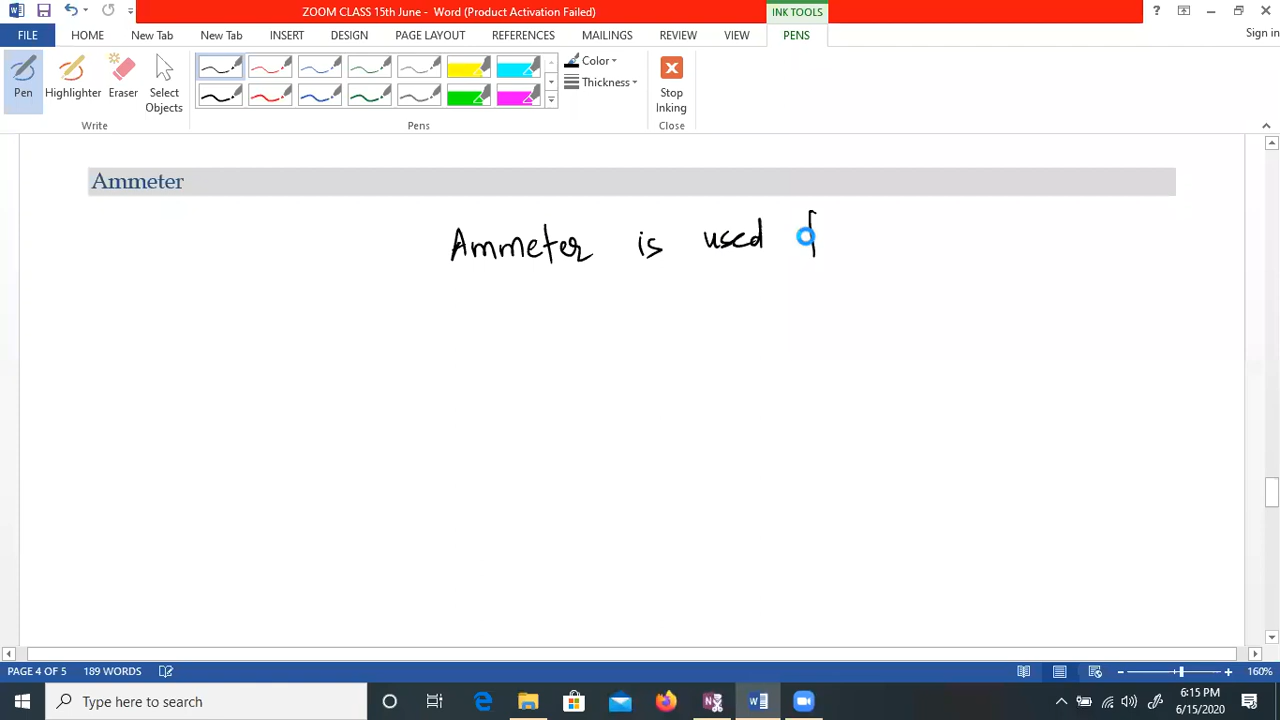 ZOOM CLASS 15th June - Word (Product Activation Failed)
INK TOOLS
?
FILE
HOME
New Tab
New Tab
INSERT
DESIGN
PAGE LAYOUT
REFERENCES
MAILINGS
REVIEW
VIEW
PENS
Sign in
Pen
Highlighter
Eraser
Select Objects
Color
Thickness
Stop Inking
Write
Pens
Close
Ammeter
Ammeter is used
PAGE 4 OF 5
189 WORDS
160%
Type here to search
6:15 PM
6/15/2020